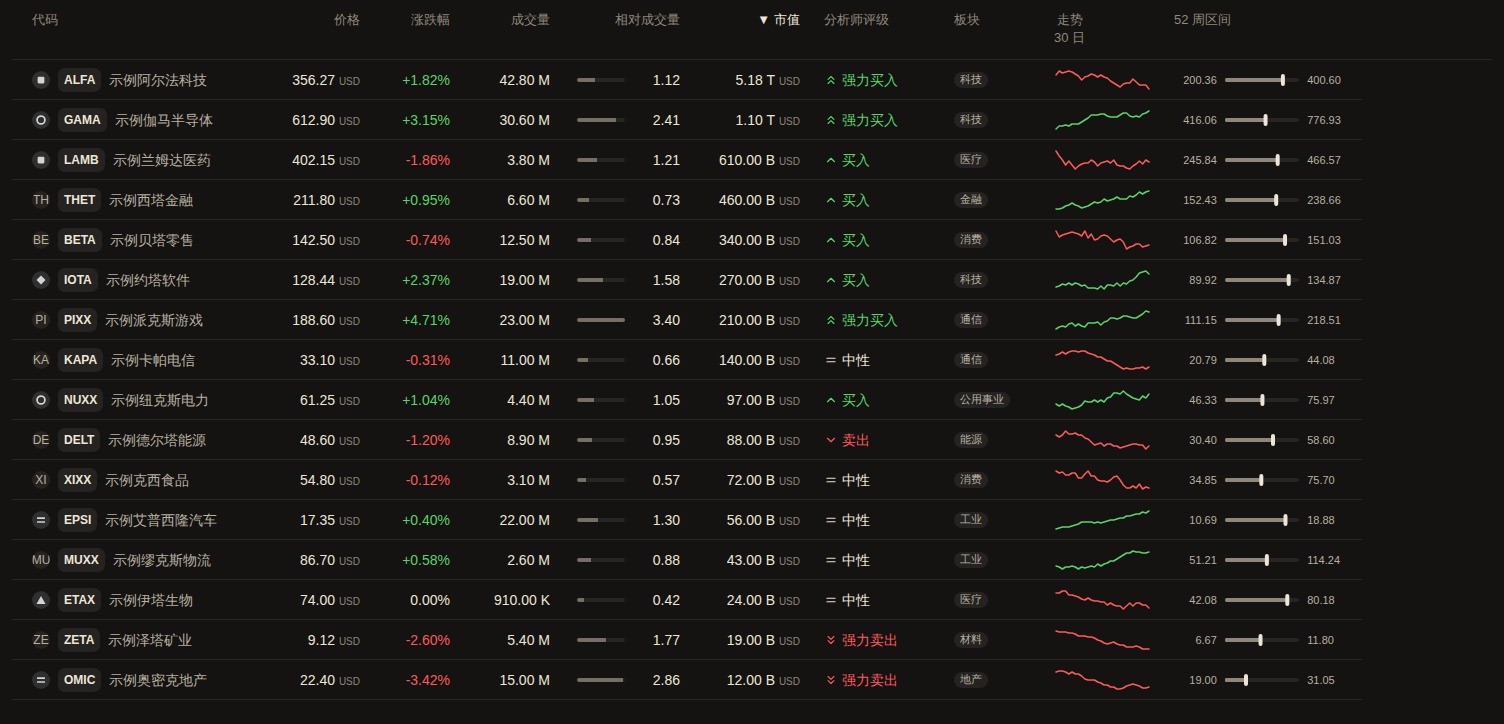 代码 价格 涨跌幅 成交量 相对成交量 ▼ 市值 分析师评级 板块 走势 52 周区间
30 日
ALFA 示例阿尔法科技 356.27 USD +1.82% 42.80 M 1.12 5.18 T USD 强力买入 科技 200.36 400.60
GAMA 示例伽马半导体 612.90 USD +3.15% 30.60 M 2.41 1.10 T USD 强力买入 科技 416.06 776.93
LAMB 示例兰姆达医药 402.15 USD -1.86% 3.80 M 1.21 610.00 B USD 买入 医疗 245.84 466.57
TH THET 示例西塔金融 211.80 USD +0.95% 6.60 M 0.73 460.00 B USD 买入 金融 152.43 238.66
BE BETA 示例贝塔零售 142.50 USD -0.74% 12.50 M 0.84 340.00 B USD 买入 消费 106.82 151.03
IOTA 示例约塔软件 128.44 USD +2.37% 19.00 M 1.58 270.00 B USD 买入 科技 89.92 134.87
PI PIXX 示例派克斯游戏 188.60 USD +4.71% 23.00 M 3.40 210.00 B USD 强力买入 通信 111.15 218.51
KA KAPA 示例卡帕电信 33.10 USD -0.31% 11.00 M 0.66 140.00 B USD 中性 通信 20.79 44.08
NUXX 示例纽克斯电力 61.25 USD +1.04% 4.40 M 1.05 97.00 B USD 买入 公用事业 46.33 75.97
DE DELT 示例德尔塔能源 48.60 USD -1.20% 8.90 M 0.95 88.00 B USD 卖出 能源 30.40 58.60
XI XIXX 示例克西食品 54.80 USD -0.12% 3.10 M 0.57 72.00 B USD 中性 消费 34.85 75.70
EPSI 示例艾普西隆汽车 17.35 USD +0.40% 22.00 M 1.30 56.00 B USD 中性 工业 10.69 18.88
MU MUXX 示例缪克斯物流 86.70 USD +0.58% 2.60 M 0.88 43.00 B USD 中性 工业 51.21 114.24
ETAX 示例伊塔生物 74.00 USD 0.00% 910.00 K 0.42 24.00 B USD 中性 医疗 42.08 80.18
ZE ZETA 示例泽塔矿业 9.12 USD -2.60% 5.40 M 1.77 19.00 B USD 强力卖出 材料 6.67 11.80
OMIC 示例奥密克地产 22.40 USD -3.42% 15.00 M 2.86 12.00 B USD 强力卖出 地产 19.00 31.05